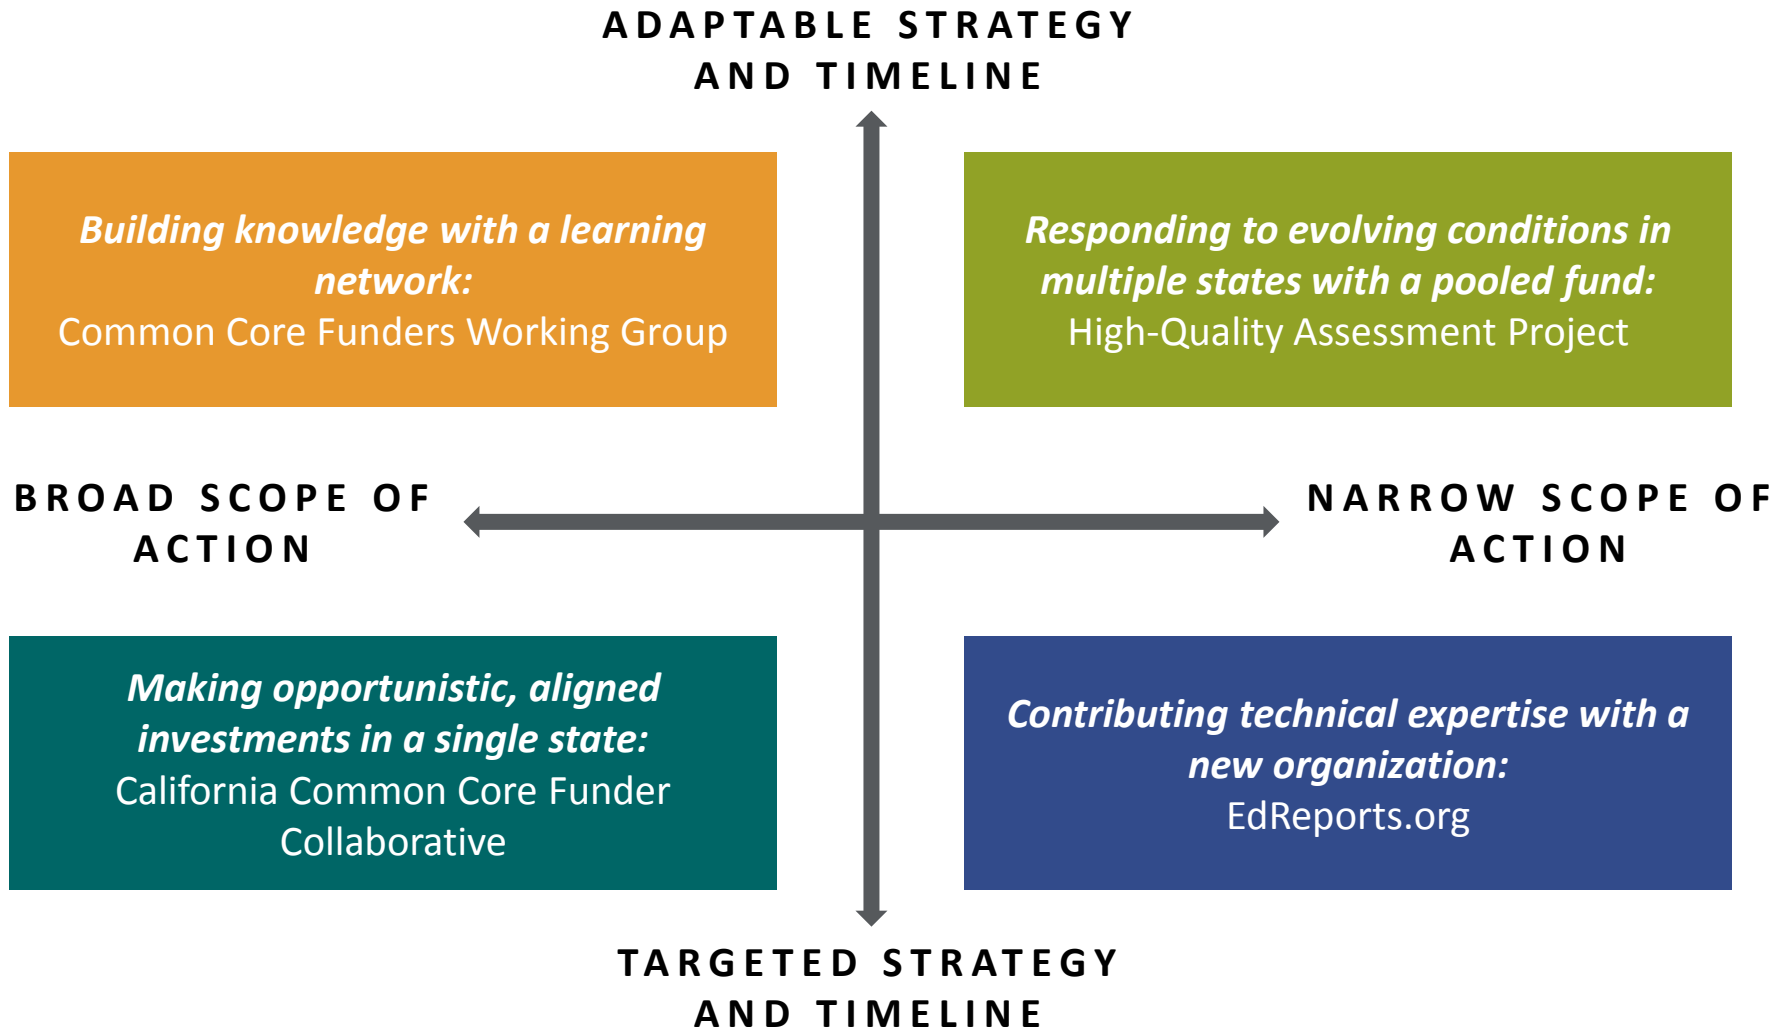 ADAPTABLE STRATEGY
AND TIMELINE
Building knowledge with a learning
network:
Common Core Funders Working Group
Responding to evolving conditions in
multiple states with a pooled fund:
High-Quality Assessment Project
BROAD SCOPE OF
ACTION
NARROW SCOPE OF
ACTION
Making opportunistic, aligned
investments in a single state:
California Common Core Funder
Collaborative
Contributing technical expertise with a
new organization:
EdReports.org
TARGETED STRATEGY
AND TIMELINE